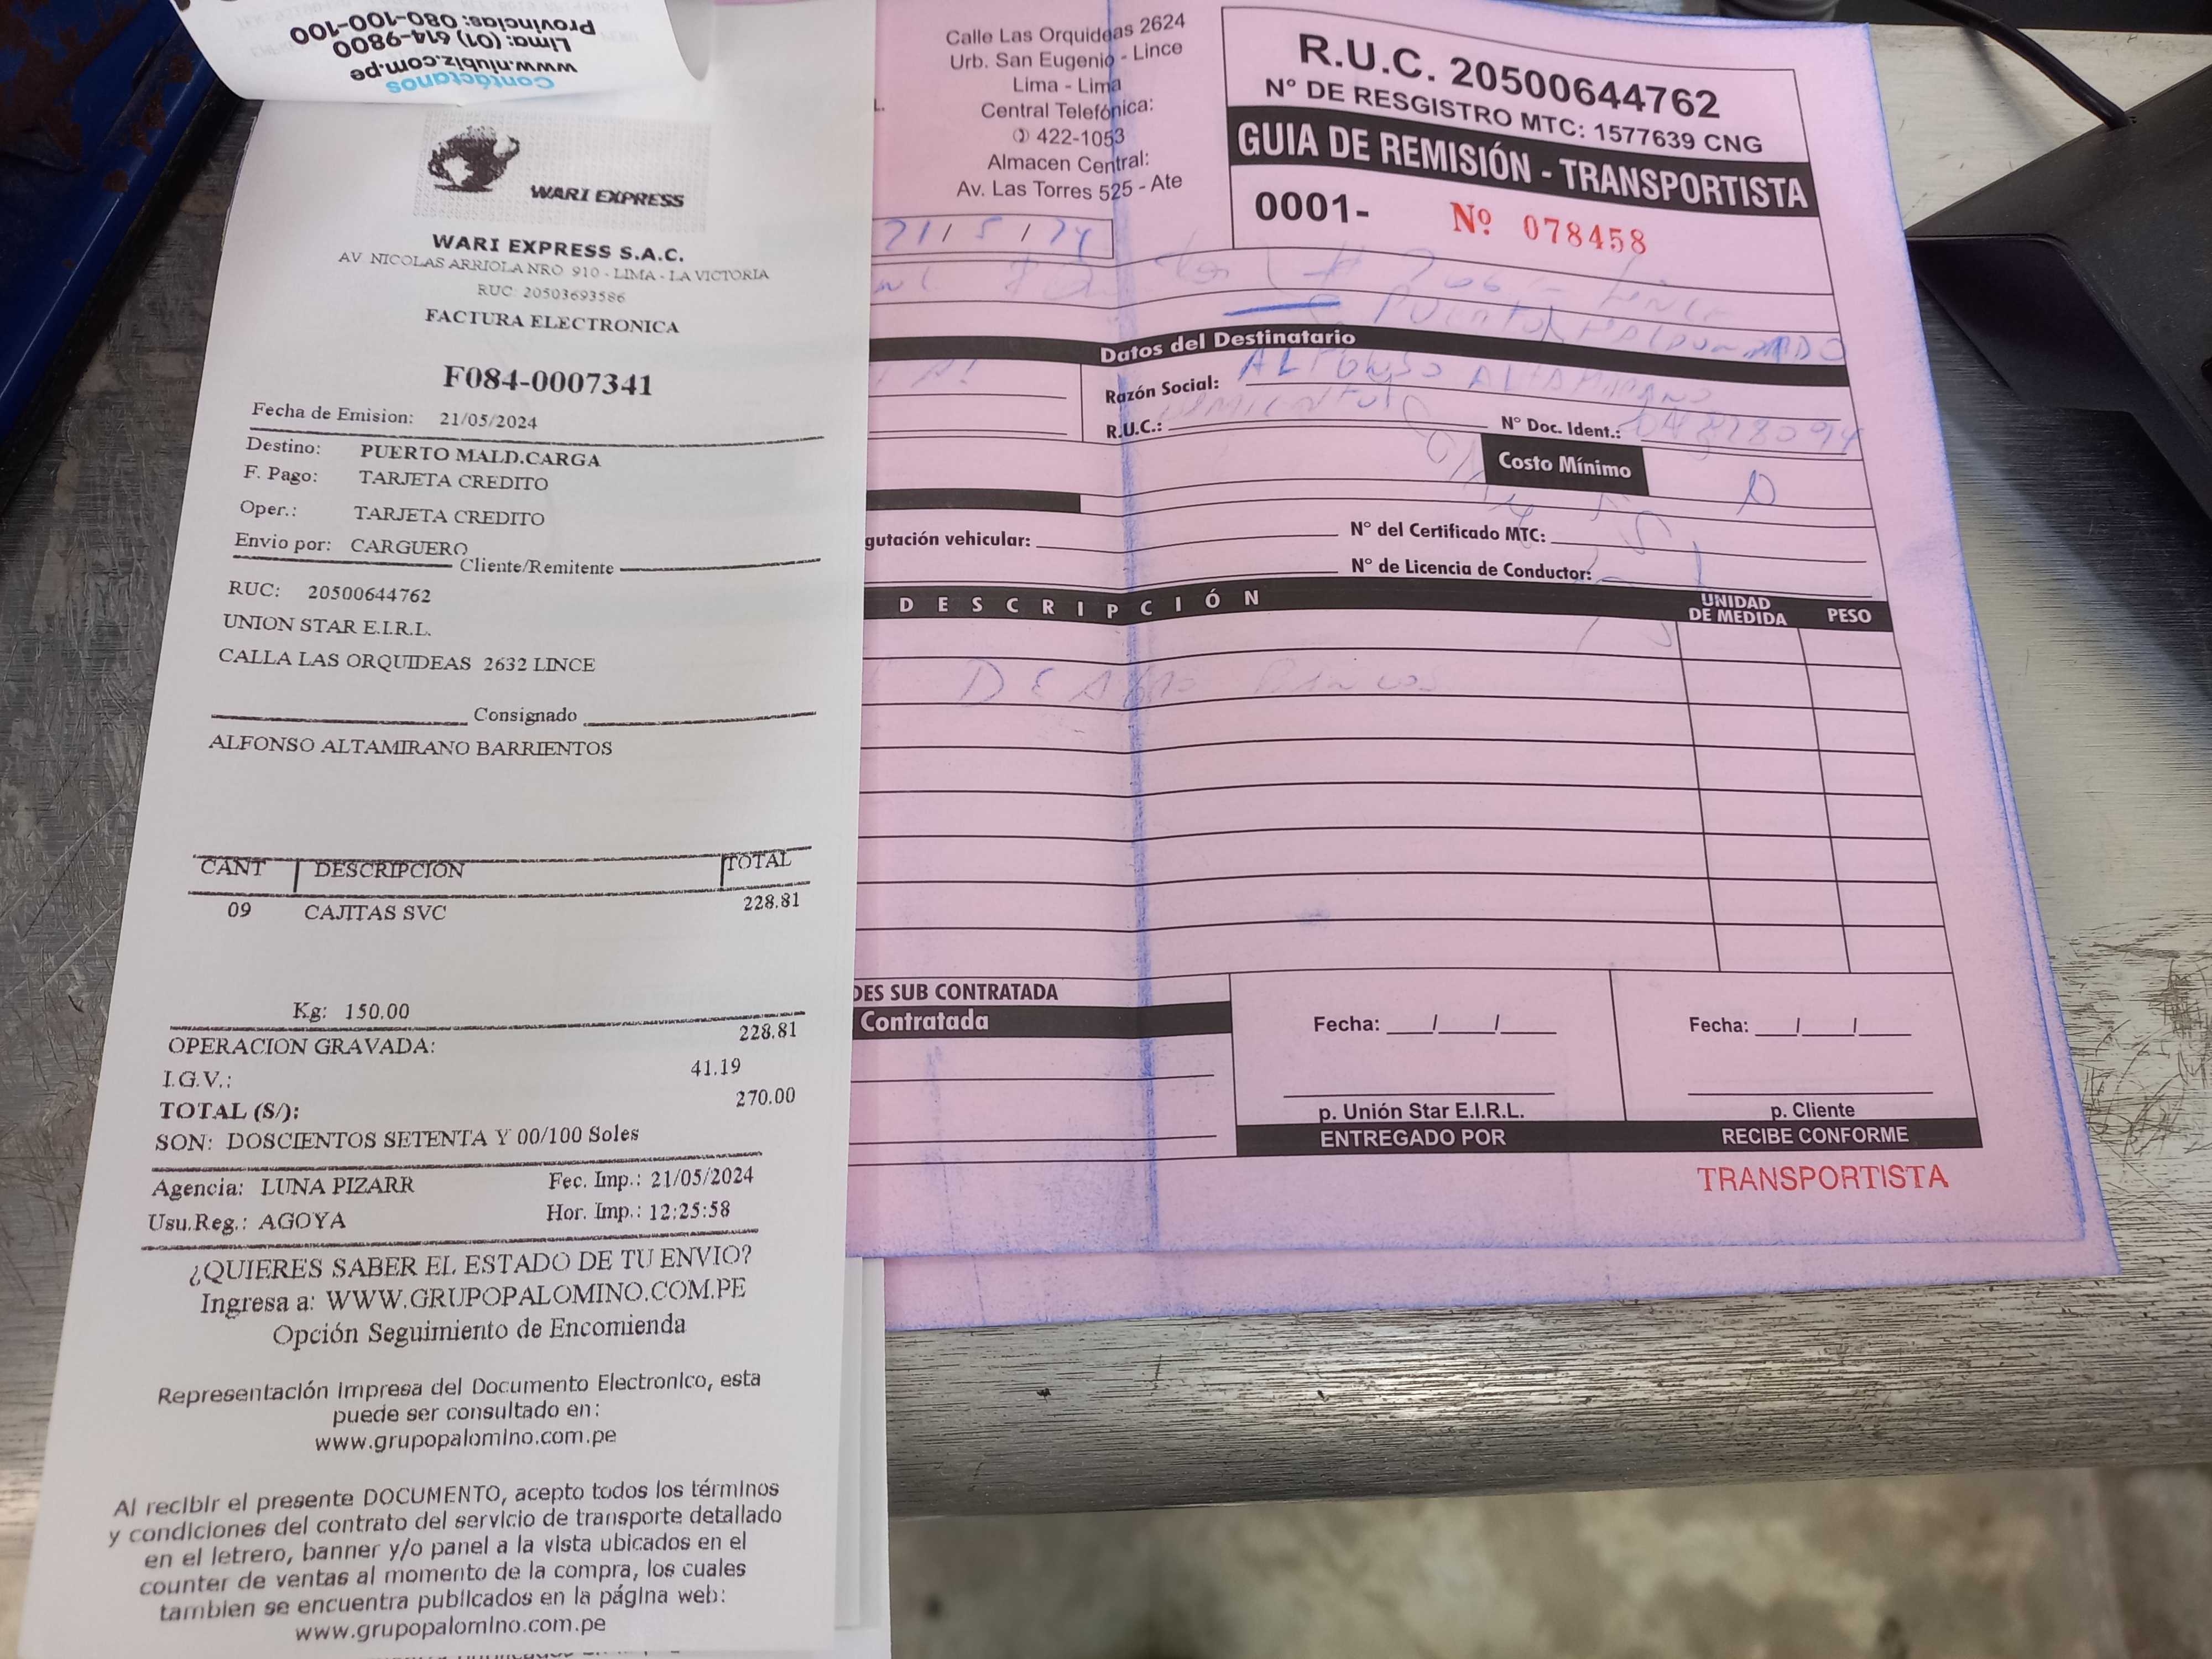 Contáctanos
www.niubiz.com.pe
Lima: (01) 614-9800
Provincias: 080-100-100
WARI EXPRESS
WARI EXPRESS S.A.C.
AV NICOLAS ARRIOLA NRO 910 - LIMA - LA VICTORIA
RUC: 20503693586
FACTURA ELECTRONICA
F084-0007341
Fecha de Emision: 21/05/2024
Destino: PUERTO MALD.CARGA
F. Pago: TARJETA CREDITO
Oper.: TARJETA CREDITO
Envio por: CARGUERO
Cliente/Remitente
RUC: 20500644762
UNION STAR E.I.R.L.
CALLA LAS ORQUIDEAS 2632 LINCE
Consignado
ALFONSO ALTAMIRANO BARRIENTOS
CANT DESCRIPCION TOTAL
09 CAJITAS SVC 228.81
Kg: 150.00
OPERACION GRAVADA: 228.81
I.G.V.: 41.19
TOTAL (S/): 270.00
SON: DOSCIENTOS SETENTA Y 00/100 Soles
Agencia: LUNA PIZARR Fec. Imp.: 21/05/2024
Usu.Reg.: AGOYA Hor. Imp.: 12:25:58
¿QUIERES SABER EL ESTADO DE TU ENVIO?
Ingresa a: WWW.GRUPOPALOMINO.COM.PE
Opción Seguimiento de Encomienda
Representación Impresa del Documento Electronico, esta
puede ser consultado en:
www.grupopalomino.com.pe
Al recibir el presente DOCUMENTO, acepto todos los términos
y condiciones del contrato del servicio de transporte detallado
en el letrero, banner y/o panel a la vista ubicados en el
counter de ventas al momento de la compra, los cuales
tambien se encuentra publicados en la página web:
www.grupopalomino.com.pe
Calle Las Orquideas 2624
Urb. San Eugenio - Lince
Lima - Lima
Central Telefónica:
422-1053
Almacen Central:
Av. Las Torres 525 - Ate
R.U.C. 20500644762
N° DE RESGISTRO MTC: 1577639 CNG
GUIA DE REMISIÓN - TRANSPORTISTA
0001- Nº 078458
21/ 5 / 24
Datos del Destinatario
Razón Social: ALFONSO ALTAMIRANO
R.U.C.: N° Doc. Ident.:
Costo Mínimo
gutación vehicular: N° del Certificado MTC:
N° de Licencia de Conductor:
DESCRIPCIÓN UNIDAD DE MEDIDA PESO
DES SUB CONTRATADA
Contratada
Fecha: / / Fecha: / /
p. Unión Star E.I.R.L. p. Cliente
ENTREGADO POR RECIBE CONFORME
TRANSPORTISTA